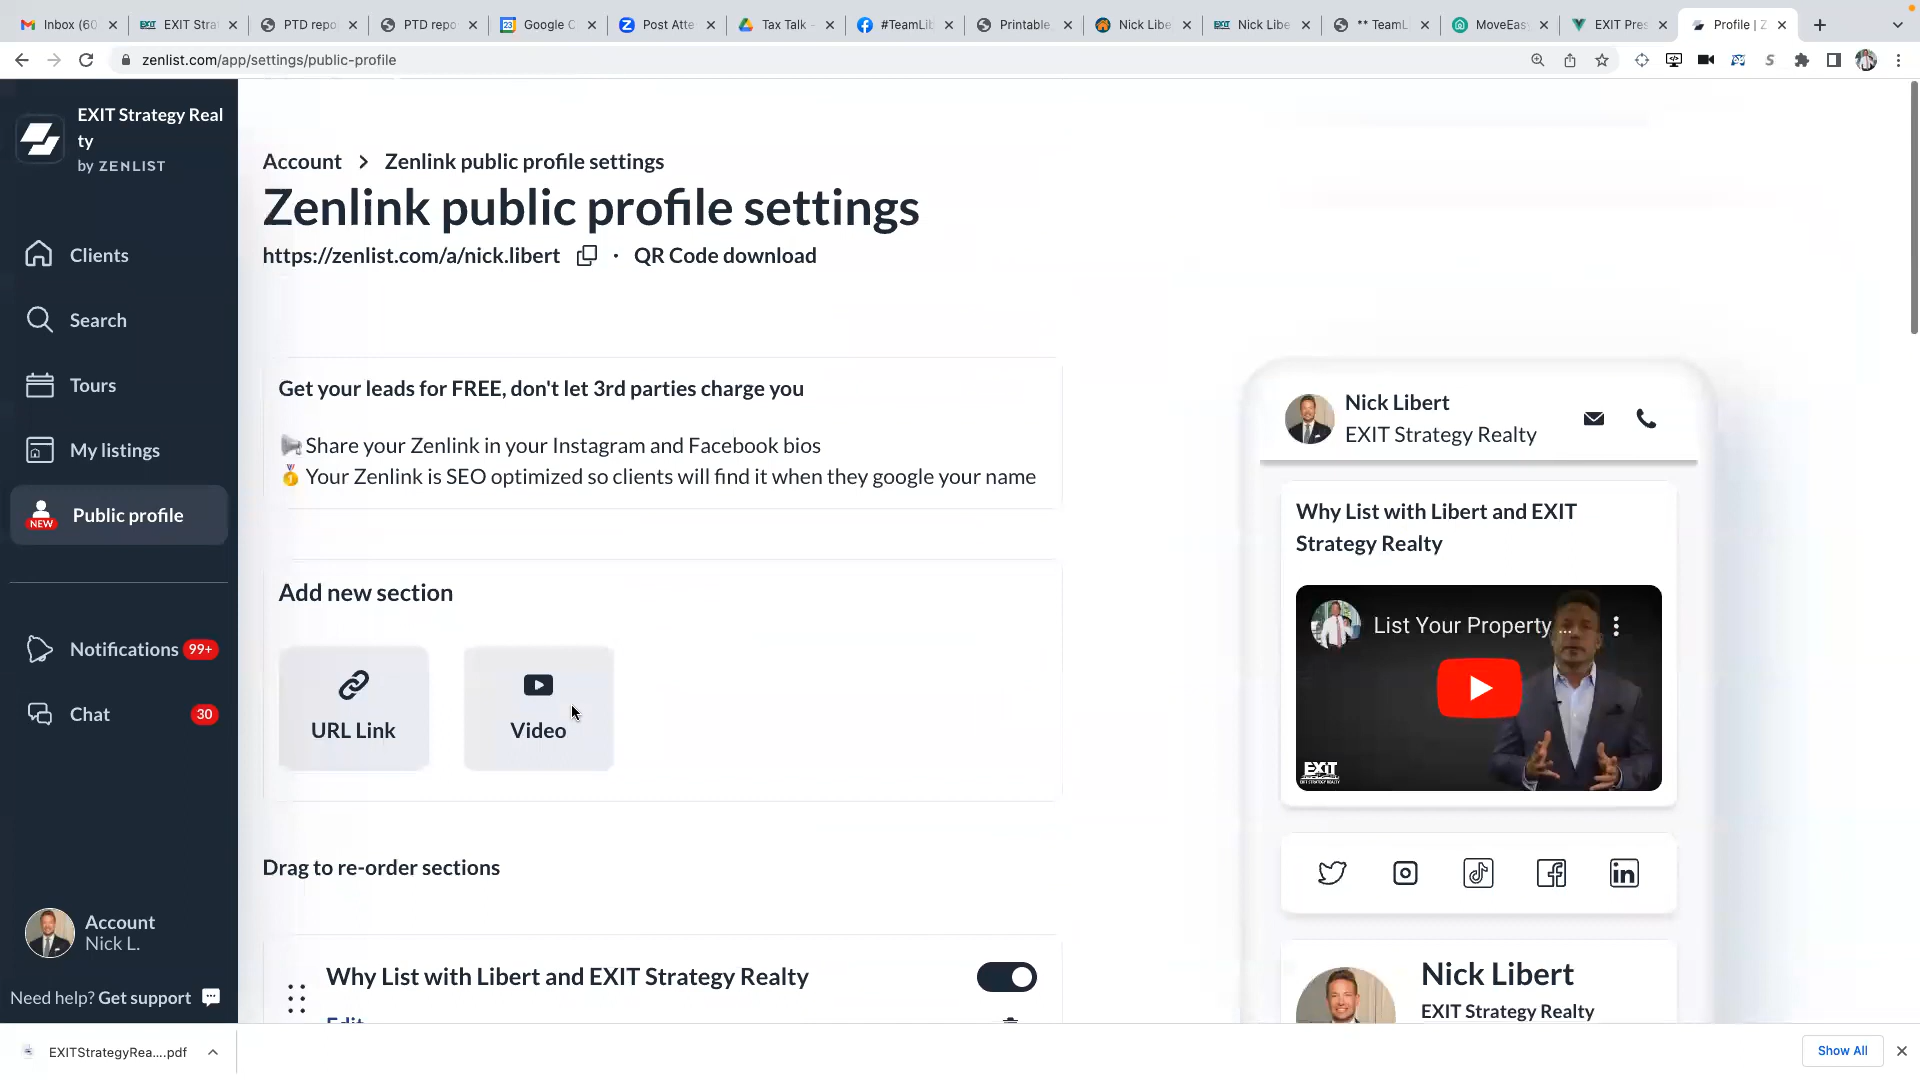 Inbox (60
EXIT Stra
PTD repo
PTD repo
23
Google C
Post Atte
Tax Talk -
#TeamLib
Printable
Nick Libe
EXIT
Nick Libe
** TeamL
MoveEas
EXIT Pres
Profile | Z
zenlist.com/app/settings/public-profile
EXIT Strategy Real
ty
by ZENLIST
Clients
Search
Tours
My listings
NEW
Public profile
Notifications 99+
Chat 30
Account
Nick L.
Need help? Get support
Account > Zenlink public profile settings
Zenlink public profile settings
https://zenlist.com/a/nick.libert · QR Code download
Get your leads for FREE, don't let 3rd parties charge you
Share your Zenlink in your Instagram and Facebook bios
Your Zenlink is SEO optimized so clients will find it when they google your name
Add new section
URL Link
Video
Drag to re-order sections
Why List with Libert and EXIT Strategy Realty
Edit
Nick Libert
EXIT Strategy Realty
Why List with Libert and EXIT
Strategy Realty
List Your Property ...
EXIT
EXIT STRATEGY REALTY
Nick Libert
EXIT Strategy Realty
EXITStrategyRea....pdf
Show All